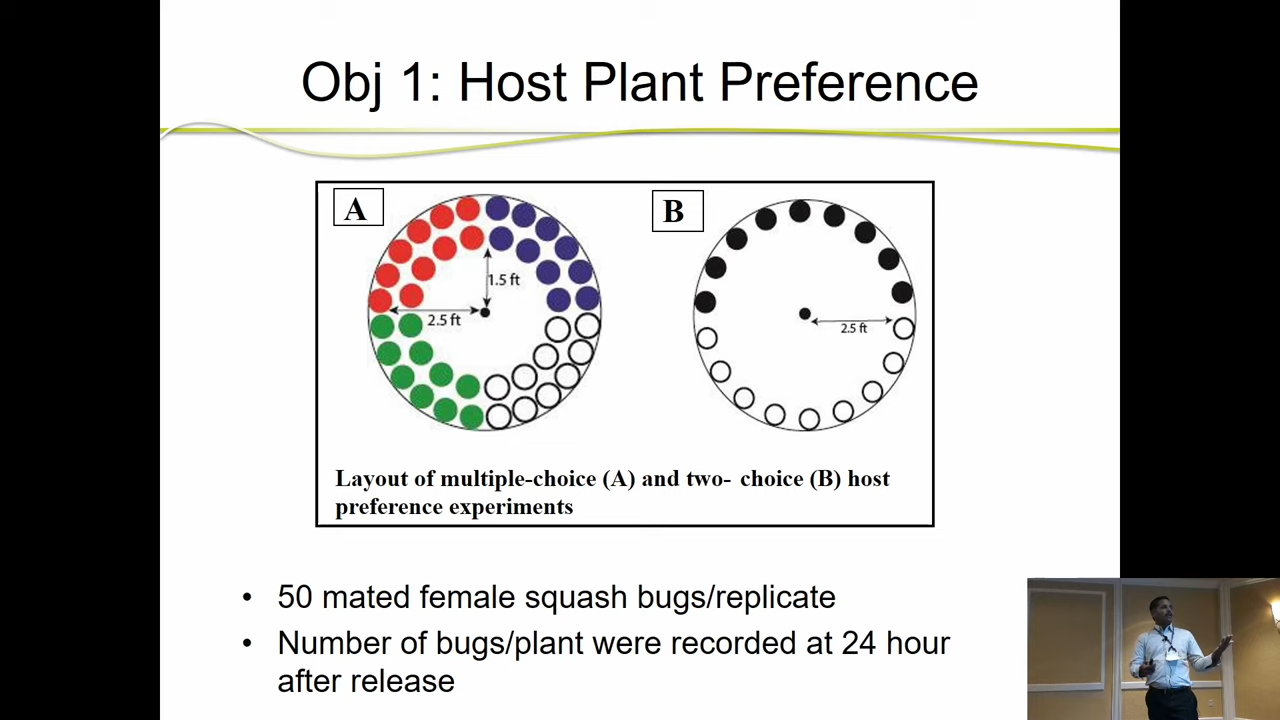 Obj 1: Host Plant Preference
A
B
1.5 ft
2.5 ft
2.5 ft
Layout of multiple-choice (A) and two- choice (B) host
preference experiments
• 50 mated female squash bugs/replicate
• Number of bugs/plant were recorded at 24 hour
after release